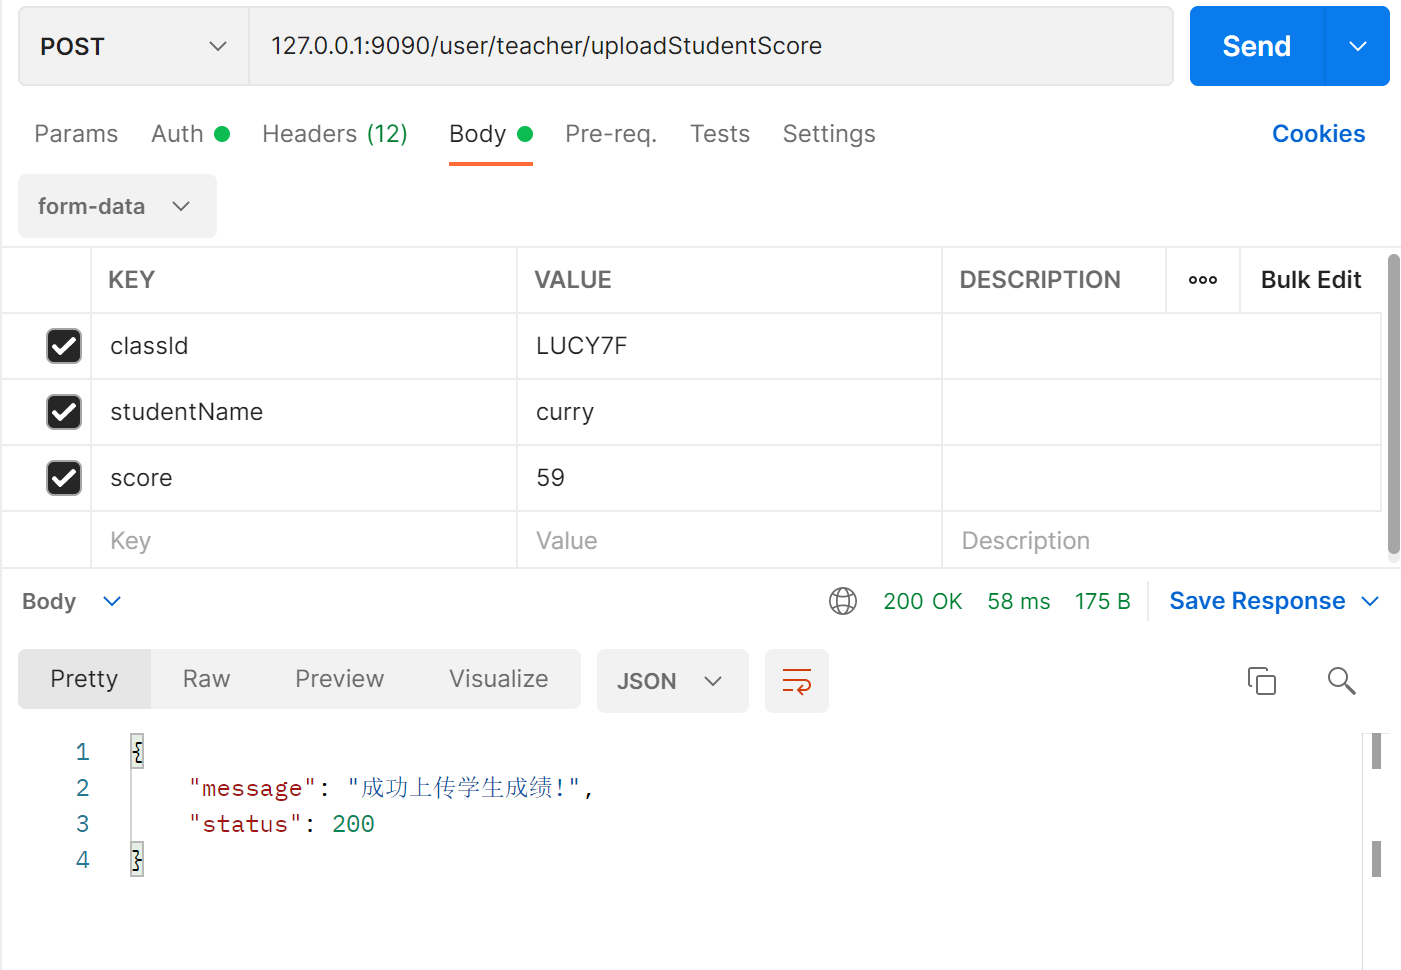 POST 127.0.0.1:9090/user/teacher/uploadStudentScore Send
Params Auth Headers (12) Body Pre-req. Tests Settings Cookies
form-data
KEY VALUE DESCRIPTION ooo Bulk Edit
classId LUCY7F
studentName curry
score 59
Key Value Description
Body 200 OK 58 ms 175 B Save Response
Pretty Raw Preview Visualize JSON
1 {
2 "message": "成功上传学生成绩!",
3 "status": 200
4 }